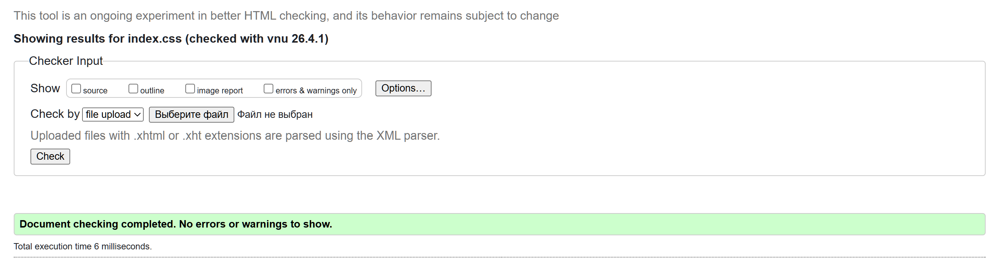 This tool is an ongoing experiment in better HTML checking, and its behavior remains subject to change
Showing results for index.css (checked with vnu 26.4.1)
Checker Input
Show source outline image report errors & warnings only Options…
Check by file upload Выберите файл Файл не выбран
Uploaded files with .xhtml or .xht extensions are parsed using the XML parser.
Check
Document checking completed. No errors or warnings to show.
Total execution time 6 milliseconds.